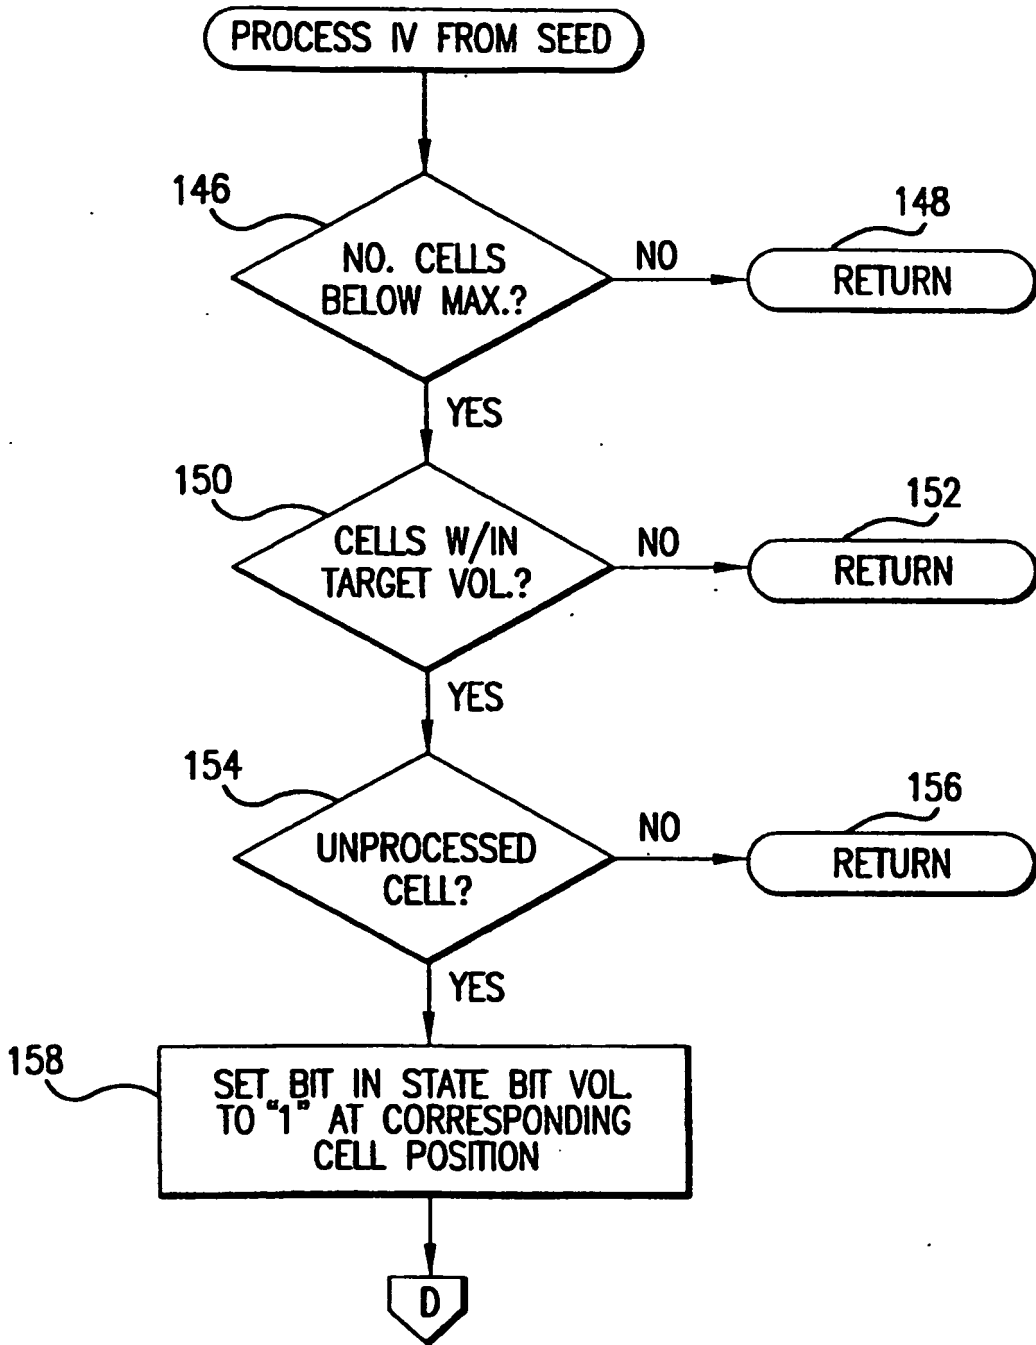 PROCESS IV FROM SEED
146
NO. CELLS
BELOW MAX.?
NO
148
RETURN
YES
150
CELLS W/IN
TARGET VOL.?
NO
152
RETURN
YES
154
UNPROCESSED
CELL?
NO
156
RETURN
YES
158
SET BIT IN STATE BIT VOL.
TO "1" AT CORRESPONDING
CELL POSITION
D